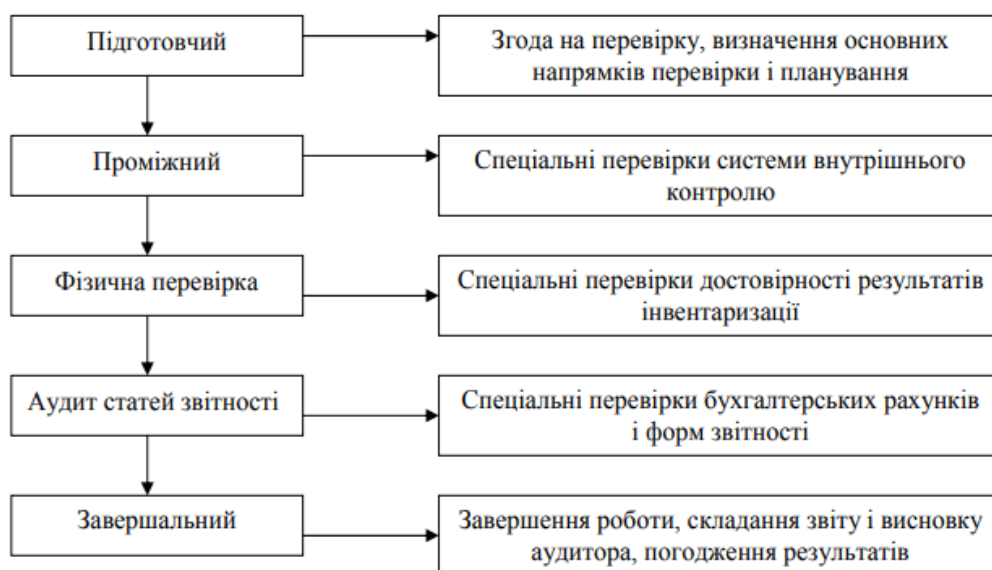 Підготовчий
Згода на перевірку, визначення основних
напрямків перевірки і планування
Проміжний
Спеціальні перевірки системи внутрішнього
контролю
Фізична перевірка
Спеціальні перевірки достовірності результатів
інвентаризації
Аудит статей звітності
Спеціальні перевірки бухгалтерських рахунків
і форм звітності
Завершальний
Завершення роботи, складання звіту і висновку
аудитора, погодження результатів